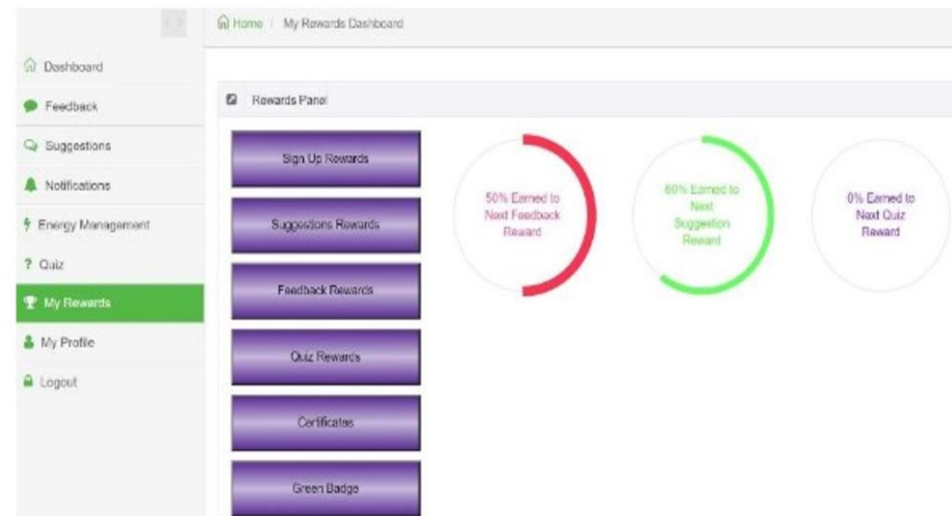 Home / My Rewards Dashboard
Dashboard
Feedback
Suggestions
Notifications
Energy Management
? Quiz
My Rewards
My Profile
Logout
Rewards Panel
Sign Up Rewards
Suggestions Rewards
Feedback Rewards
Quiz Rewards
Certificates
Green Badge
50% Earned to
Next Feedback
Reward
60% Earned to
Next
Suggestion
Reward
0% Earned to
Next Quiz
Reward